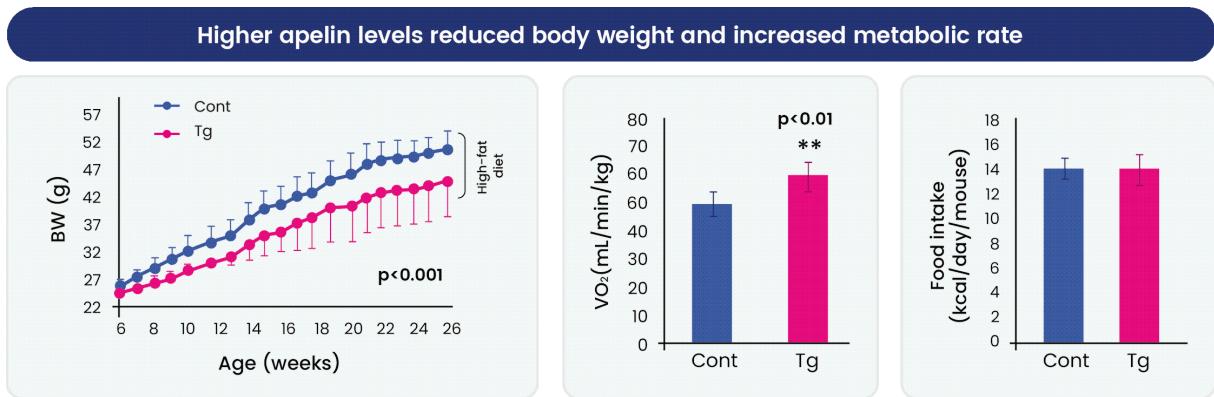 Higher apelin levels reduced body weight and increased metabolic rate
Cont
Tg
57
52
47
42
37
32
27
22
BW (g)
6 8 10 12 14 16 18 20 22 24 26
Age (weeks)
High-fat
diet
p<0.001
80
70
60
60
40
30
20
10
0
VO₂(mL/min/kg)
p<0.01
**
Cont Tg
18
16
14
12
10
8
6
4
2
0
Food intake
(kcal/day/mouse)
Cont Tg